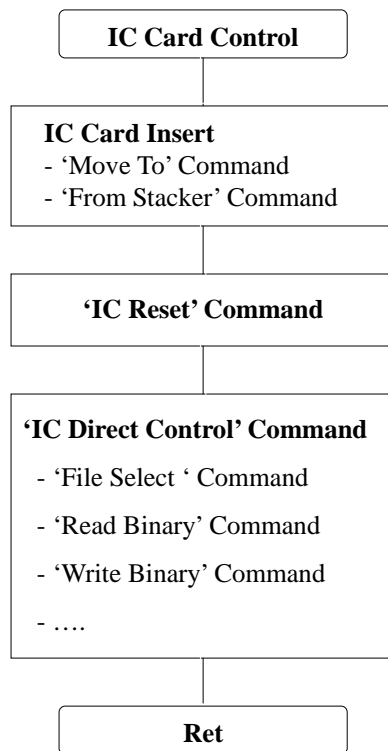 IC Card Control
IC Card Insert
- ‘Move To’ Command
- ‘From Stacker’ Command
‘IC Reset’ Command
‘IC Direct Control’ Command
- ‘File Select ‘ Command
- ‘Read Binary’ Command
- ‘Write Binary’ Command
- ….
Ret